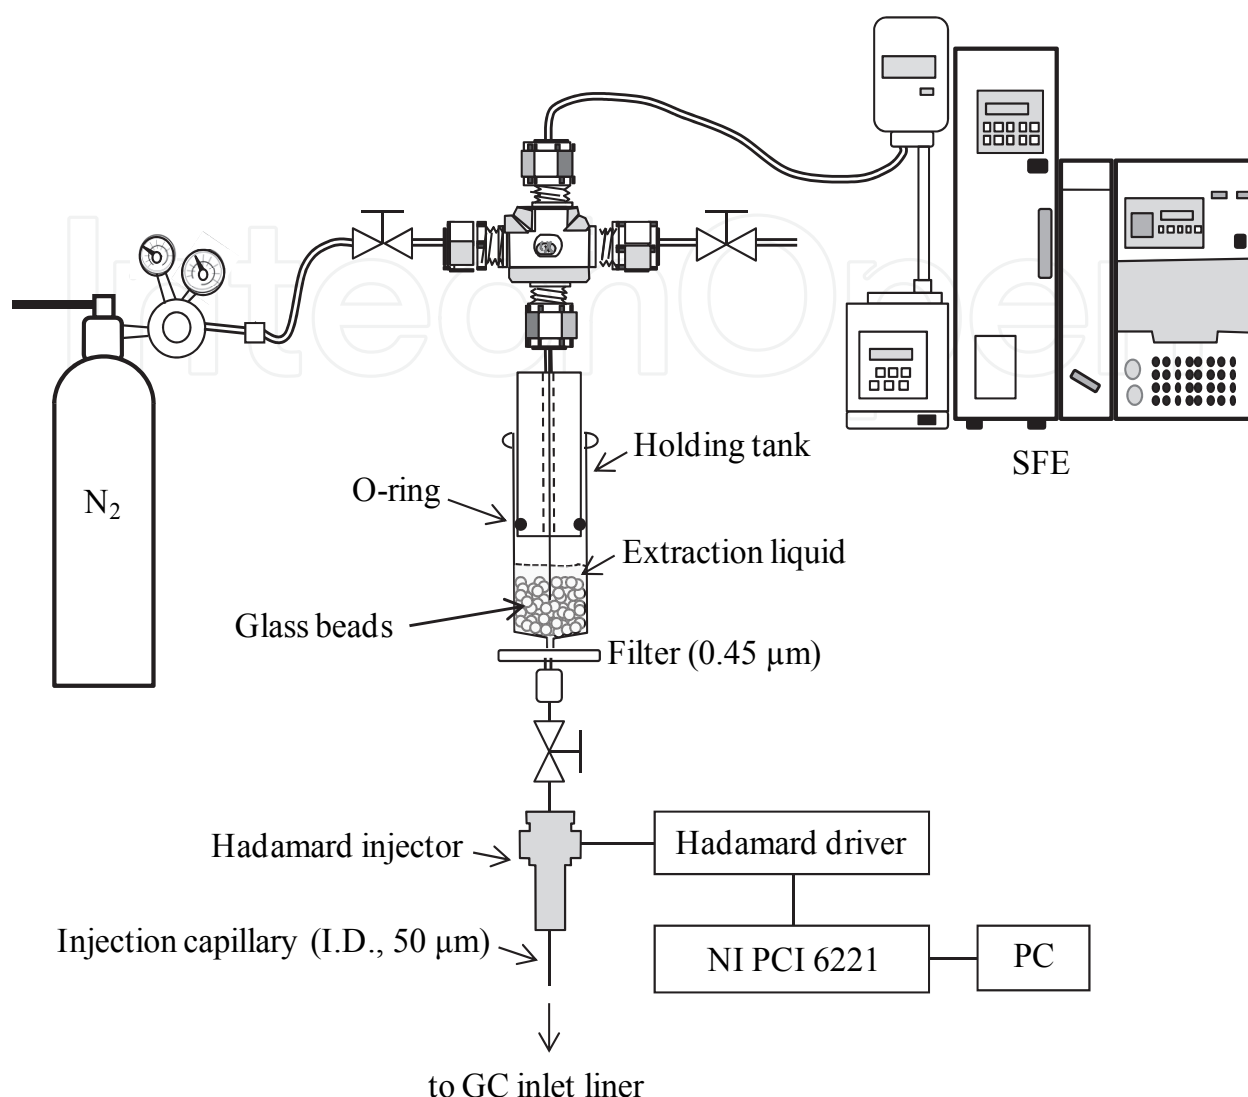 IntechOpen
SFE
Holding tank
O-ring
N2
Extraction liquid
Glass beads
Filter (0.45 µm)
Hadamard injector
Hadamard driver
Injection capillary (I.D., 50 µm)
NI PCI 6221
PC
to GC inlet liner